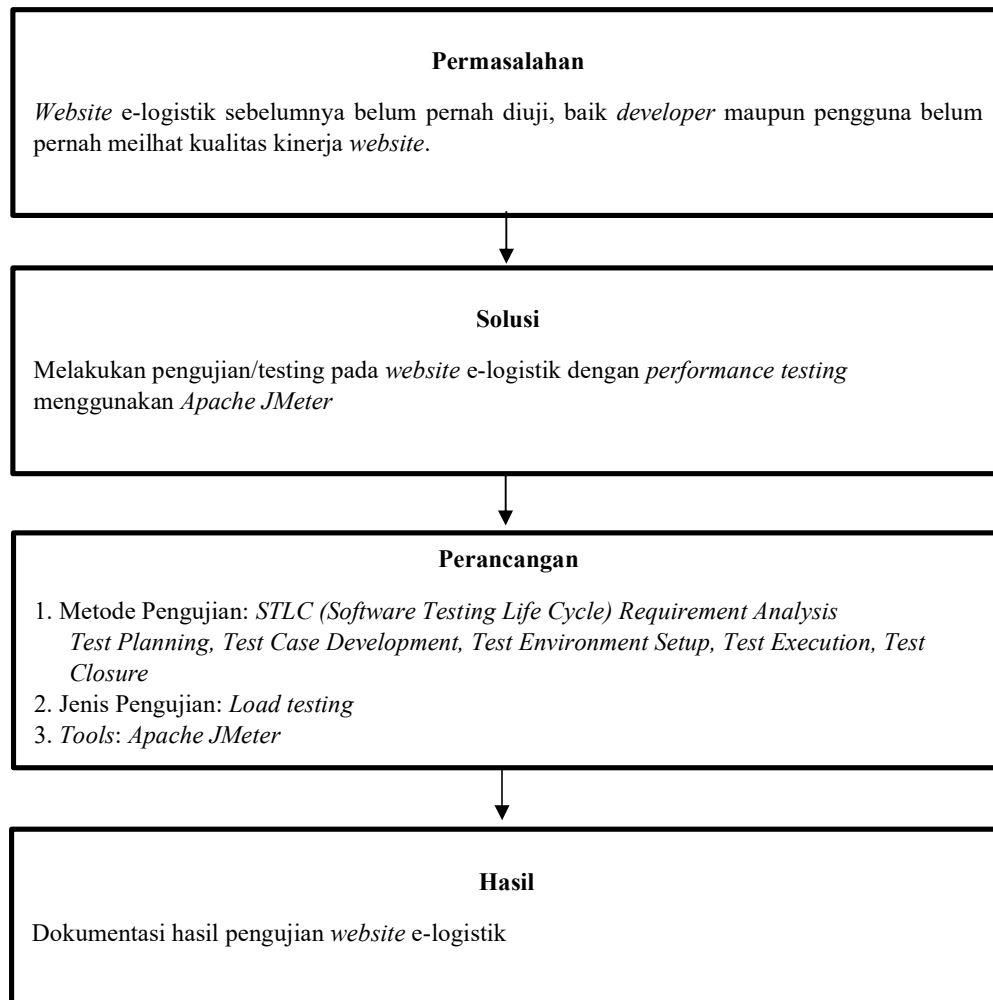 Permasalahan
Website e-logistik sebelumnya belum pernah diuji, baik developer maupun pengguna belum
pernah meilhat kualitas kinerja website.
Solusi
Melakukan pengujian/testing pada website e-logistik dengan performance testing
menggunakan Apache JMeter
Perancangan
1. Metode Pengujian: STLC (Software Testing Life Cycle) Requirement Analysis
Test Planning, Test Case Development, Test Environment Setup, Test Execution, Test
Closure
2. Jenis Pengujian: Load testing
3. Tools: Apache JMeter
Hasil
Dokumentasi hasil pengujian website e-logistik